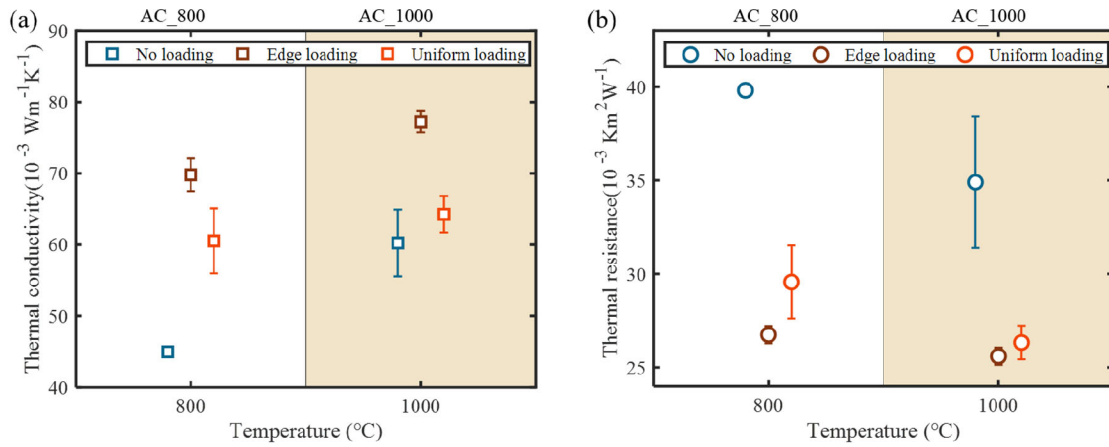 (a)
AC_800 AC_1000
No loading Edge loading Uniform loading
Thermal conductivity(10⁻³ Wm⁻¹K⁻¹)
90
80
70
60
50
40
800 1000
Temperature (°C)
(b)
AC_800 AC_1000
No loading Edge loading Uniform loading
Thermal resistance(10⁻³ Km²W⁻¹)
40
35
30
25
800 1000
Temperature (°C)